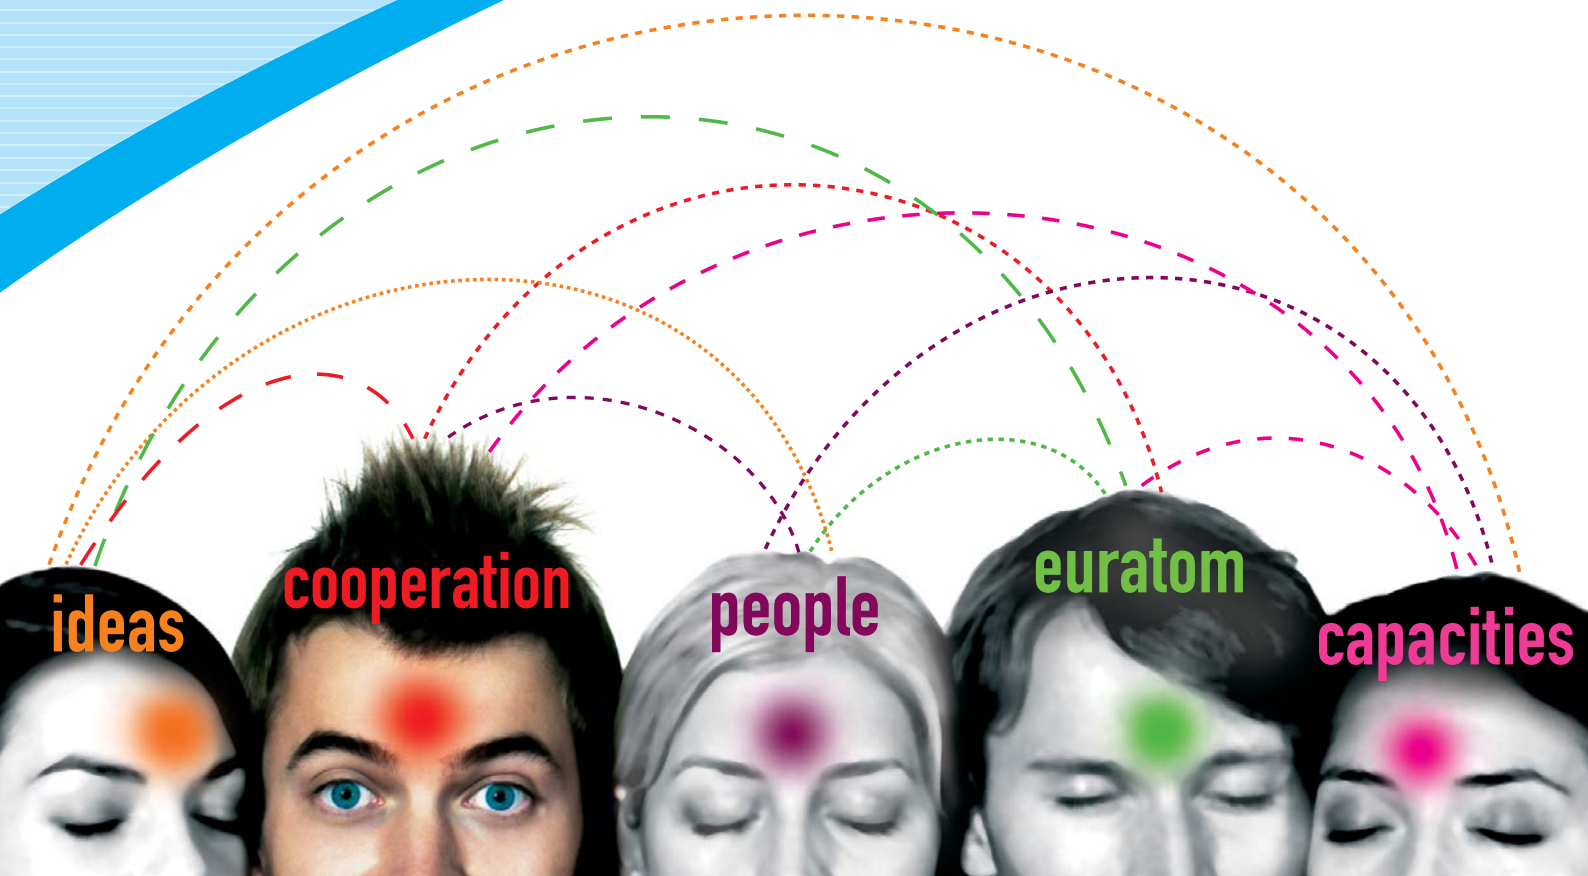 ideas
cooperation
people
euratom
capacities